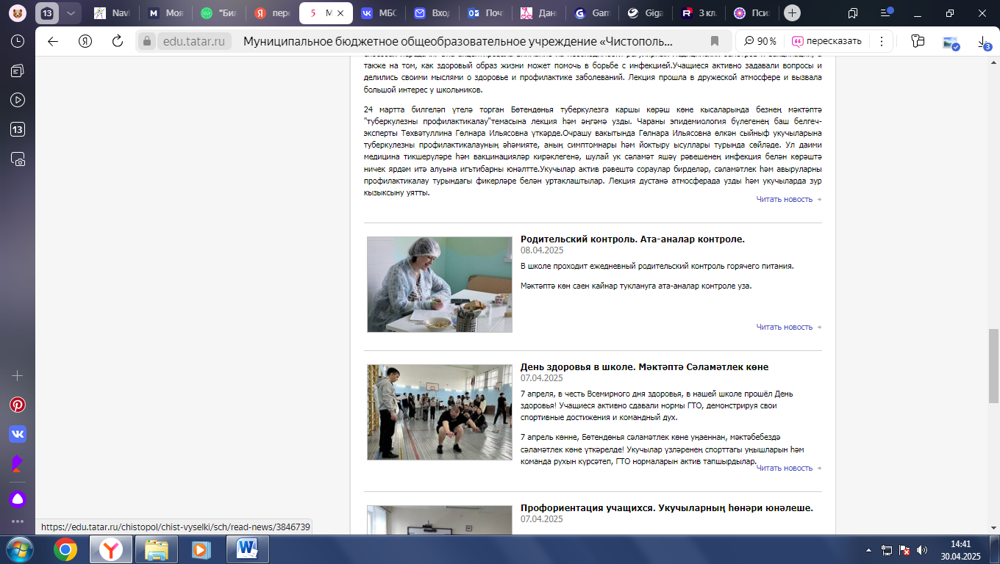 13
Navi
Моя
"Бил
пере
М
МБО
Вход
Почт
Дан
Gam
Giga
3 кл
Псих
edu.tatar.ru
Муниципальное бюджетное общеобразовательное учреждение «Чистополь...
90 %
пересказать
3
13
также на том, как здоровый образ жизни может помочь в борьбе с инфекцией.Учащиеся активно задавали вопросы и
делились своими мыслями о здоровье и профилактике заболеваний. Лекция прошла в дружеской атмосфере и вызвала
большой интерес у школьников.
24 мартта билгеләп үтелә торган Бөтендөнья туберкулезга каршы көрәш көне кысаларында безнең мәктәптә
"туберкулезны профилактикалау"темасына лекция һәм әңгәмә узды. Чараны эпидемиология бүлегенең баш белгеч-
эксперты Төхвәтуллина Гөлнара Ильясовна үткәрде.Очрашу вакытында Гөлнара Ильясовна өлкән сыйныф укучыларына
туберкулезны профилактикалауның әһәмияте, аның симптомнары һәм йоктыру ысуллары турында сөйләде. Ул даими
медицина тикшерүләре һәм вакцинацияләр кирәклегенә, шулай ук сәламәт яшәү рәвешенең инфекция белән көрәштә
ничек ярдәм итә алуына игътибарны юнәлтте.Укучылар актив рәвештә сораулар бирделәр, сәламәтлек һәм авыруларны
профилактикалау турындагы фикерләре белән уртаклаштылар. Лекция дустанә атмосферада узды һәм укучыларда зур
кызыксыну уятты.
Читать новость
Родительский контроль. Ата-аналар контроле.
08.04.2025
В школе проходит ежедневный родительский контроль горячего питания.
Мәктәптә көн саен кайнар туклануга ата-аналар контроле уза.
Читать новость
День здоровья в школе. Мәктәптә Сәламәтлек көне
07.04.2025
7 апреля, в честь Всемирного дня здоровья, в нашей школе прошёл День
здоровья! Учащиеся активно сдавали нормы ГТО, демонстрируя свои
спортивные достижения и командный дух.
7 апрель көнне, Бөтендөнья сәламәтлек көне уңаеннан, мәктәбебездә
сәламәтлек көне үткәрелде! Укучылар үзләренең спорттагы уңышларын һәм
команда рухын күрсәтеп, ГТО нормаларын актив тапшырдылар.
Читать новость
Профориентация учащихся. Укучыларның һөнәри юнәлеше.
07.04.2025
https://edu.tatar.ru/chistopol/chist-vyselki/sch/read-news/3846739
14:41
30.04.2025